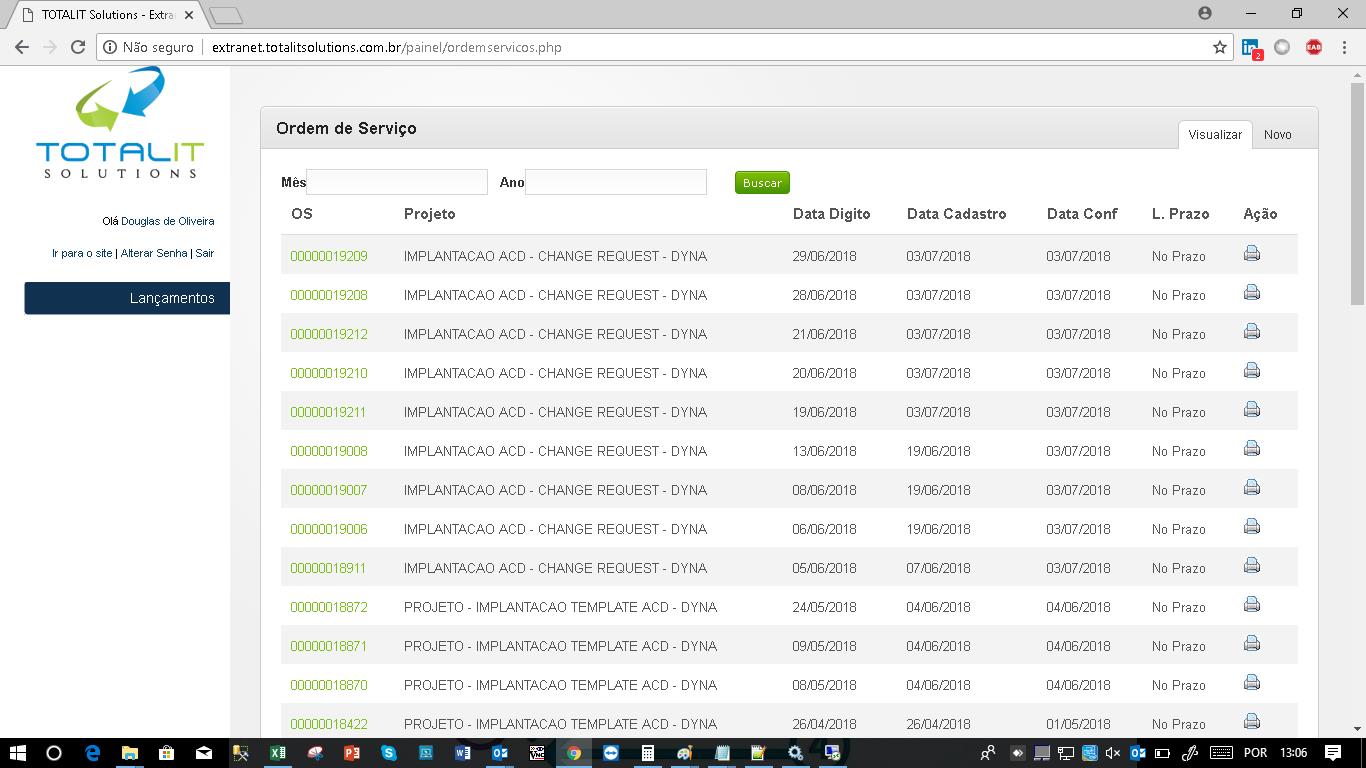 TOTALIT Solutions - Extra
Não seguro | extranet.totalitsolutions.com.br/painel/ordemservicos.php
2
EAB
TOTALIT
SOLUTIONS
Olá Douglas de Oliveira
Ir para o site | Alterar Senha | Sair
Lançamentos
Ordem de Serviço
Visualizar Novo
Mês Ano Buscar
OS Projeto Data Digito Data Cadastro Data Conf L. Prazo Ação
00000019209 IMPLANTACAO ACD - CHANGE REQUEST - DYNA 29/06/2018 03/07/2018 03/07/2018 No Prazo
00000019208 IMPLANTACAO ACD - CHANGE REQUEST - DYNA 28/06/2018 03/07/2018 03/07/2018 No Prazo
00000019212 IMPLANTACAO ACD - CHANGE REQUEST - DYNA 21/06/2018 03/07/2018 03/07/2018 No Prazo
00000019210 IMPLANTACAO ACD - CHANGE REQUEST - DYNA 20/06/2018 03/07/2018 03/07/2018 No Prazo
00000019211 IMPLANTACAO ACD - CHANGE REQUEST - DYNA 19/06/2018 03/07/2018 03/07/2018 No Prazo
00000019008 IMPLANTACAO ACD - CHANGE REQUEST - DYNA 13/06/2018 19/06/2018 03/07/2018 No Prazo
00000019007 IMPLANTACAO ACD - CHANGE REQUEST - DYNA 08/06/2018 19/06/2018 03/07/2018 No Prazo
00000019006 IMPLANTACAO ACD - CHANGE REQUEST - DYNA 06/06/2018 19/06/2018 03/07/2018 No Prazo
00000018911 IMPLANTACAO ACD - CHANGE REQUEST - DYNA 05/06/2018 07/06/2018 03/07/2018 No Prazo
00000018872 PROJETO - IMPLANTACAO TEMPLATE ACD - DYNA 24/05/2018 04/06/2018 04/06/2018 No Prazo
00000018871 PROJETO - IMPLANTACAO TEMPLATE ACD - DYNA 09/05/2018 04/06/2018 04/06/2018 No Prazo
00000018870 PROJETO - IMPLANTACAO TEMPLATE ACD - DYNA 08/05/2018 04/06/2018 04/06/2018 No Prazo
00000018422 PROJETO - IMPLANTACAO TEMPLATE ACD - DYNA 26/04/2018 26/04/2018 01/05/2018 No Prazo
POR 13:06